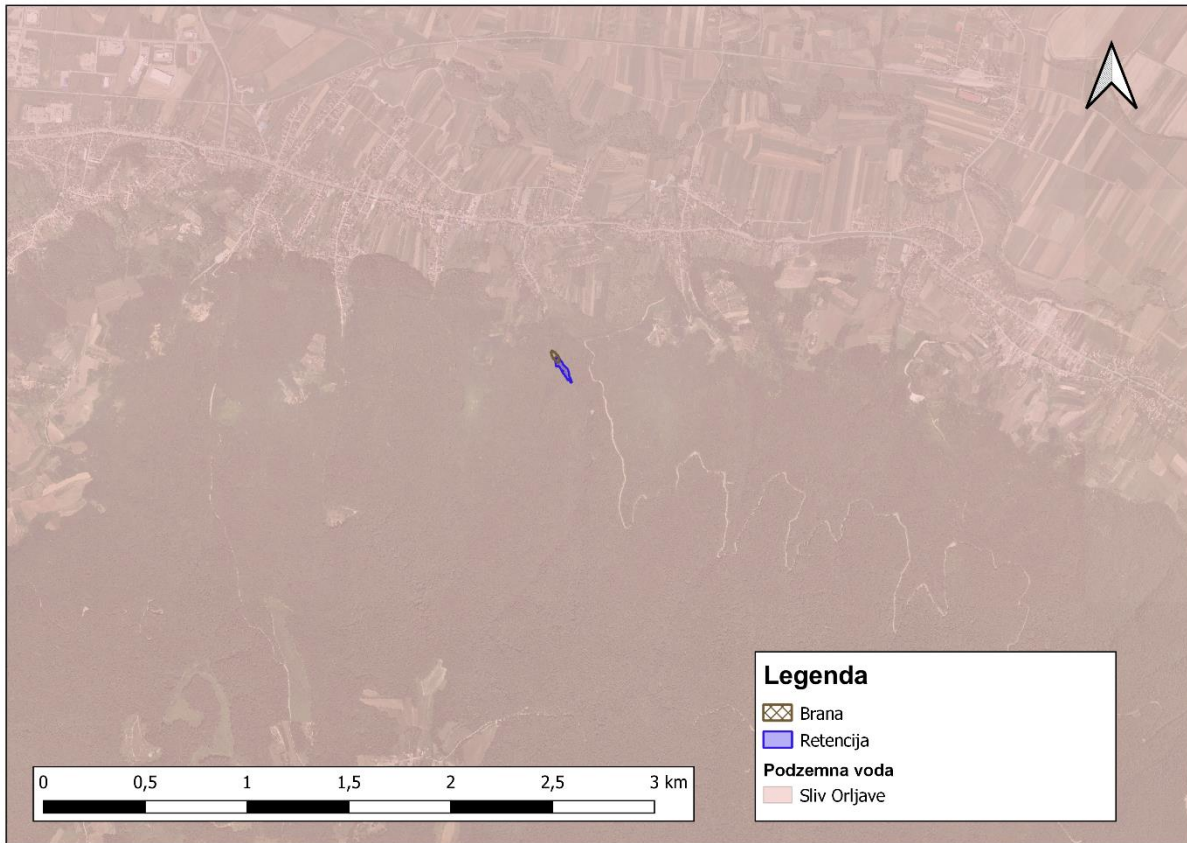 Legenda
Brana
Retencija
Podzemna voda
Sliv Orljave
0 0,5 1 1,5 2 2,5 3 km